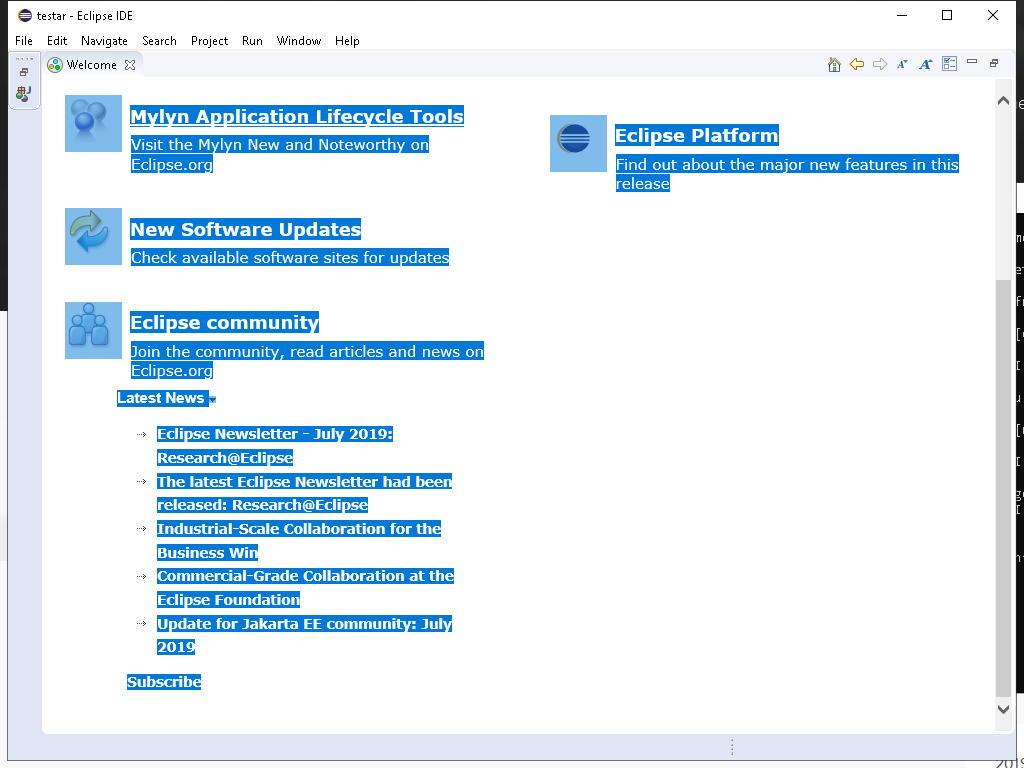 testar - Eclipse IDE
File Edit Navigate Search Project Run Window Help
Welcome
Mylyn Application Lifecycle Tools
Visit the Mylyn New and Noteworthy on
Eclipse.org
Eclipse Platform
Find out about the major new features in this
release
New Software Updates
Check available software sites for updates
Eclipse community
Join the community, read articles and news on
Eclipse.org
Latest News
Eclipse Newsletter - July 2019:
Research@Eclipse
The latest Eclipse Newsletter had been
released: Research@Eclipse
Industrial-Scale Collaboration for the
Business Win
Commercial-Grade Collaboration at the
Eclipse Foundation
Update for Jakarta EE community: July
2019
Subscribe